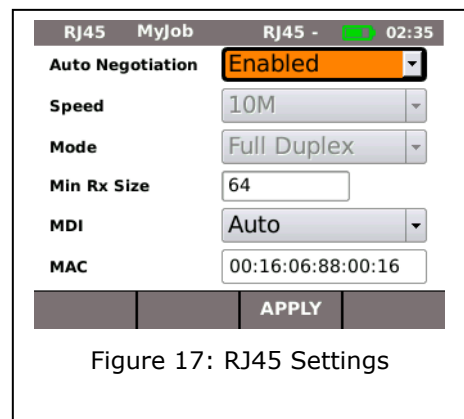 RJ45 MyJob RJ45 - 02:35
Auto Negotiation Enabled
Speed 10M
Mode Full Duplex
Min Rx Size 64
MDI Auto
MAC 00:16:06:88:00:16
APPLY
Figure 17: RJ45 Settings